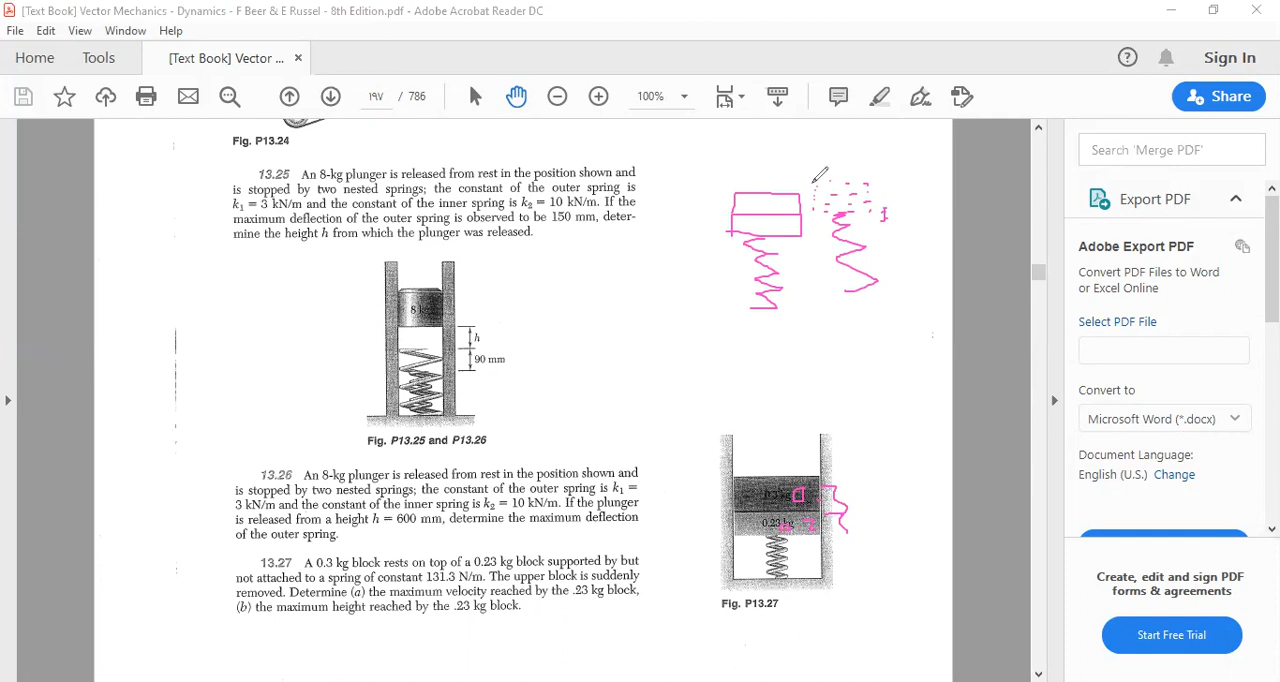 [Text Book] Vector Mechanics - Dynamics - F Beer & E Russel - 8th Edition.pdf - Adobe Acrobat Reader DC
File Edit View Window Help
Home Tools [Text Book] Vector ... × Sign In
١٩٧ / 786 100% Share
Fig. P13.24
13.25 An 8-kg plunger is released from rest in the position shown and
is stopped by two nested springs; the constant of the outer spring is
k₁ = 3 kN/m and the constant of the inner spring is k₂ = 10 kN/m. If the
maximum deflection of the outer spring is observed to be 150 mm, deter-
mine the height h from which the plunger was released.
8
h
90 mm
Fig. P13.25 and P13.26
13.26 An 8-kg plunger is released from rest in the position shown and
is stopped by two nested springs; the constant of the outer spring is k₁ =
3 kN/m and the constant of the inner spring is k₂ = 10 kN/m. If the plunger
is released from a height h = 600 mm, determine the maximum deflection
of the outer spring.
13.27 A 0.3 kg block rests on top of a 0.23 kg block supported by but
not attached to a spring of constant 131.3 N/m. The upper block is suddenly
removed. Determine (a) the maximum velocity reached by the .23 kg block,
(b) the maximum height reached by the .23 kg block.
0.23 kg
Fig. P13.27
Search 'Merge PDF'
Export PDF
Adobe Export PDF
Convert PDF Files to Word
or Excel Online
Select PDF File
Convert to
Microsoft Word (*.docx)
Document Language:
English (U.S.) Change
Create, edit and sign PDF
forms & agreements
Start Free Trial